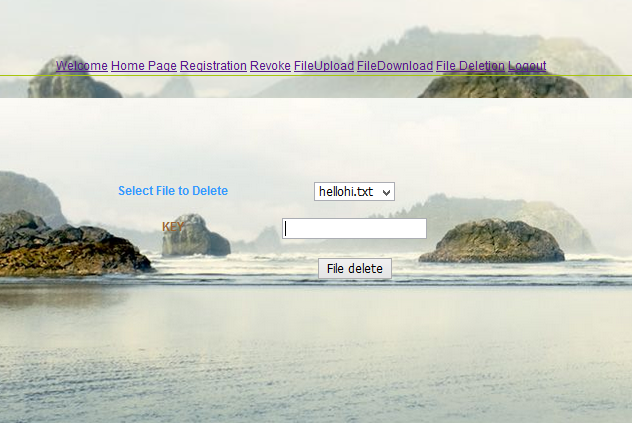 Welcome Home Page Registration Revoke FileUpload FileDownload File Deletion Logout
Select File to Delete hellohi.txt
KEY
File delete